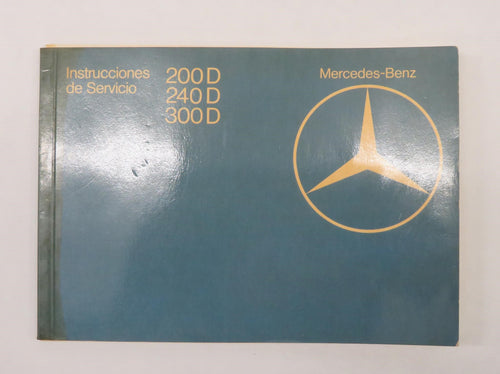 Instrucciones
de Servicio
200 D
240 D
300 D
Mercedes-Benz